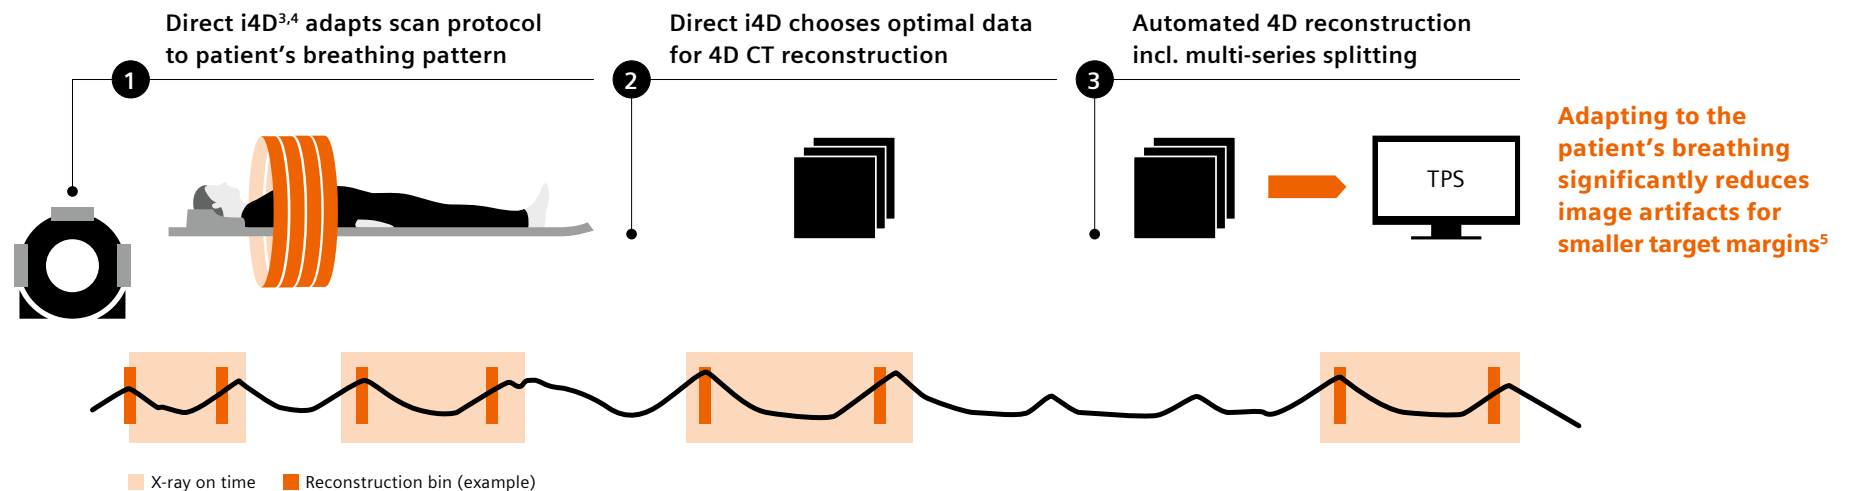 Direct i4D3,4 adapts scan protocol
to patient’s breathing pattern
1
Direct i4D chooses optimal data
for 4D CT reconstruction
2
Automated 4D reconstruction
incl. multi-series splitting
3
TPS
Adapting to the
patient’s breathing
significantly reduces
image artifacts for
smaller target margins5
X-ray on time
Reconstruction bin (example)